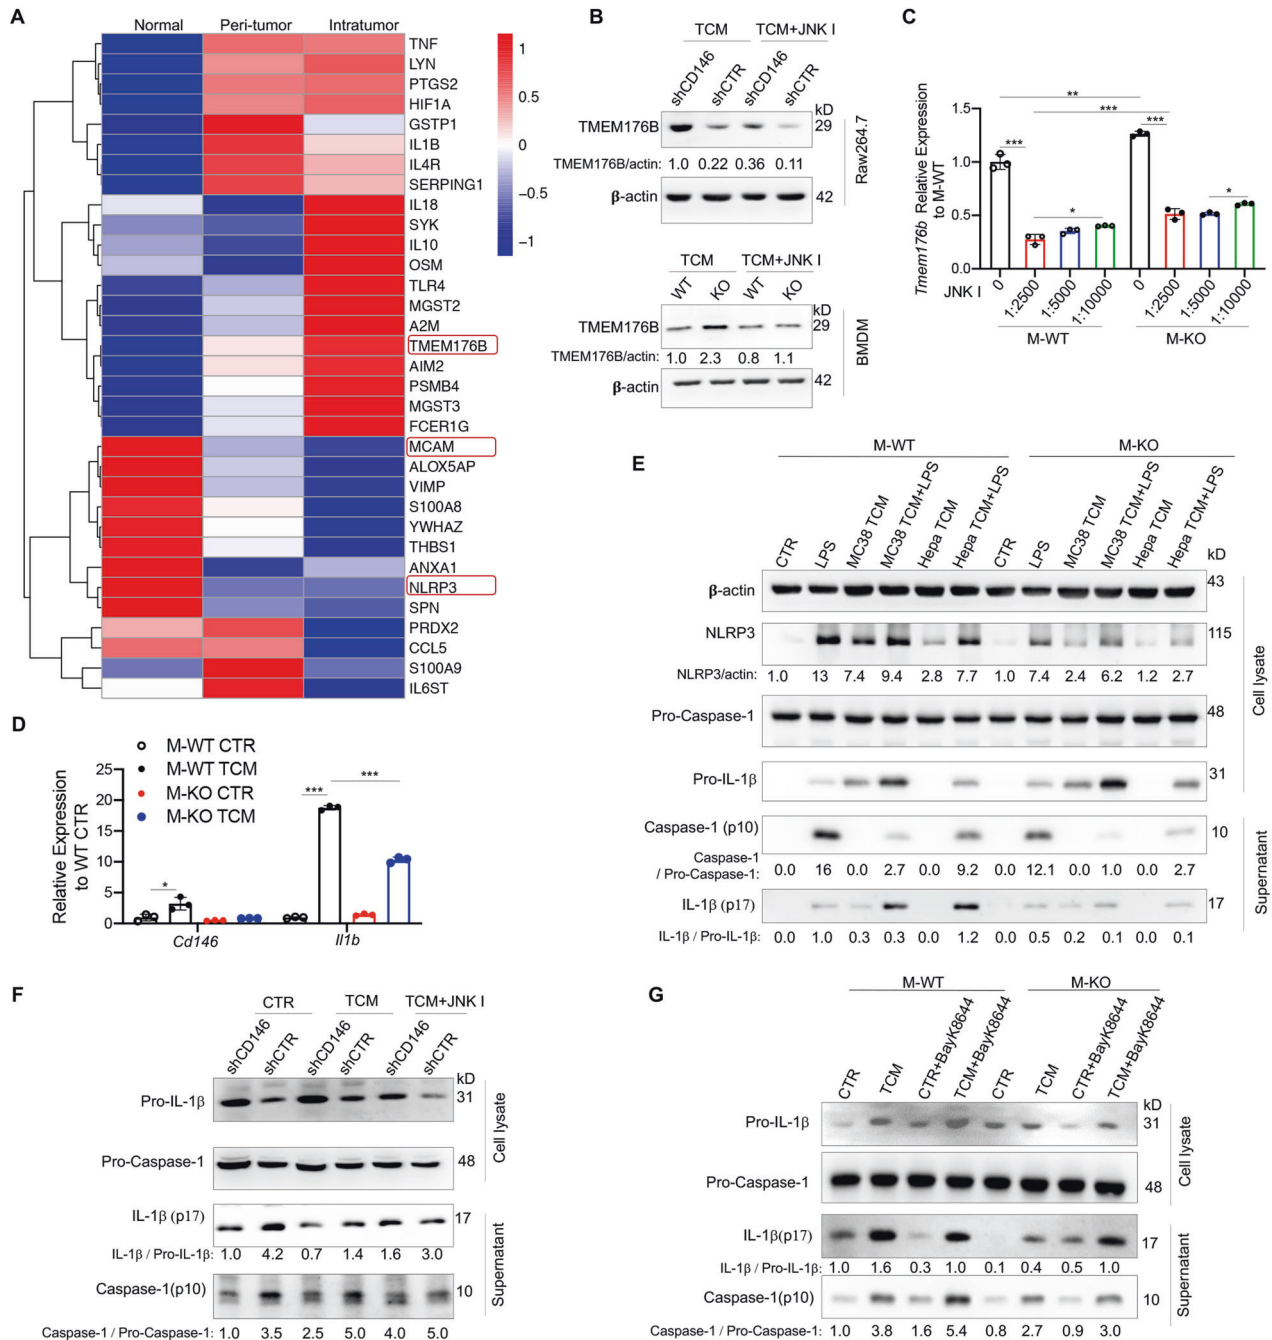 A
Normal Peri-tumor Intratumor
TNF
LYN
PTGS2
HIF1A
GSTP1
IL1B
IL4R
SERPING1
IL18
SYK
IL10
OSM
TLR4
MGST2
A2M
TMEM176B
AIM2
PSMB4
MGST3
FCER1G
MCAM
ALOX5AP
VIMP
S100A8
YWHAZ
THBS1
ANXA1
NLRP3
SPN
PRDX2
CCL5
S100A9
IL6ST
1
0.5
0
−0.5
−1
B
TCM TCM+JNK I
shCD146 shCTR shCD146 shCTR
kD
TMEM176B 29
TMEM176B/actin: 1.0 0.22 0.36 0.11
β-actin 42
Raw264.7
TCM TCM+JNK I
WT KO WT KO
kD
TMEM176B 29
TMEM176B/actin: 1.0 2.3 0.8 1.1
β-actin 42
BMDM
C
Tmem176b Relative Expression
to M-WT
1.5
1.0
0.5
0.0
** *** *** *** * *
JNK I 0 1:2500 1:5000 1:10000 0 1:2500 1:5000 1:10000
M-WT M-KO
D
M-WT CTR
M-WT TCM
M-KO CTR
M-KO TCM
Relative Expression
to WT CTR
25
20
15
10
5
0
* *** ***
Cd146 Il1b
E
M-WT M-KO
CTR LPS MC38 TCM MC38 TCM+LPS Hepa TCM Hepa TCM+LPS CTR LPS MC38 TCM MC38 TCM+LPS Hepa TCM Hepa TCM+LPS
kD
β-actin 43
NLRP3 115
NLRP3/actin: 1.0 13 7.4 9.4 2.8 7.7 1.0 7.4 2.4 6.2 1.2 2.7
Pro-Caspase-1 48
Pro-IL-1β 31
Cell lysate
Caspase-1 (p10) 10
Caspase-1
/ Pro-Caspase-1: 0.0 16 0.0 2.7 0.0 9.2 0.0 12.1 0.0 1.0 0.0 2.7
IL-1β (p17) 17
IL-1β / Pro-IL-1β: 0.0 1.0 0.3 0.3 0.0 1.2 0.0 0.5 0.2 0.1 0.0 0.1
Supernatant
F
CTR TCM TCM+JNK I
shCD146 shCTR shCD146 shCTR shCD146 shCTR
kD
Pro-IL-1β 31
Pro-Caspase-1 48
Cell lysate
IL-1β (p17) 17
IL-1β / Pro-IL-1β: 1.0 4.2 0.7 1.4 1.6 3.0
Caspase-1(p10) 10
Caspase-1 / Pro-Caspase-1: 1.0 3.5 2.5 5.0 4.0 5.0
Supernatant
G
M-WT M-KO
CTR TCM CTR+BayK8644 TCM+BayK8644 CTR TCM CTR+BayK8644 TCM+BayK8644
kD
Pro-IL-1β 31
Pro-Caspase-1 48
Cell lysate
IL-1β(p17) 17
IL-1β / Pro-IL-1β: 1.0 1.6 0.3 1.0 0.1 0.4 0.5 1.0
Caspase-1(p10) 10
Caspase-1 / Pro-Caspase-1: 1.0 3.8 1.6 5.4 0.8 2.7 0.9 3.0
Supernatant